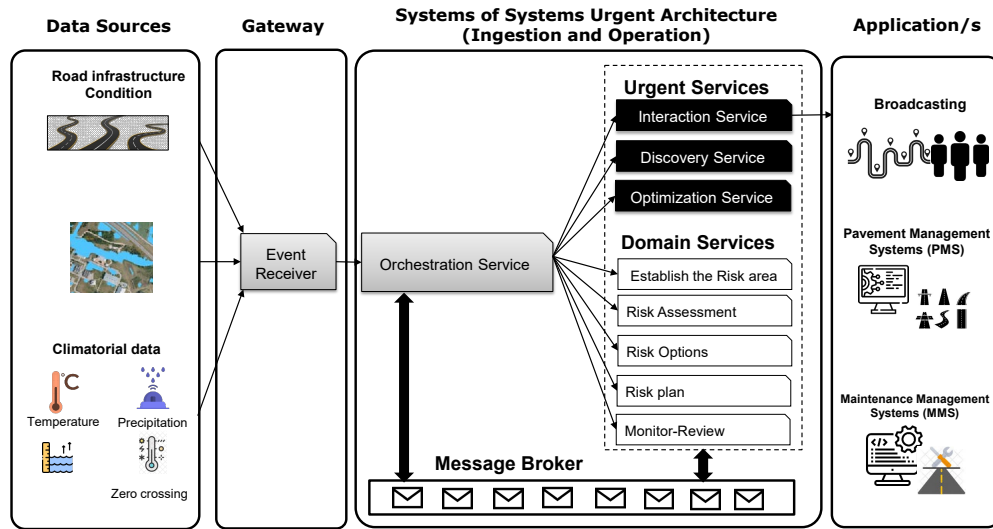 Data Sources
Gateway
Systems of Systems Urgent Architecture
(Ingestion and Operation)
Application/s
Road infrastructure
Condition
Climatorial data
°C
Temperature
Precipitation
Zero crossing
Event
Receiver
Orchestration Service
Urgent Services
Interaction Service
Discovery Service
Optimization Service
Domain Services
Establish the Risk area
Risk Assessment
Risk Options
Risk plan
Monitor-Review
Message Broker
Broadcasting
Pavement Management
Systems (PMS)
Maintenance Management
Systems (MMS)